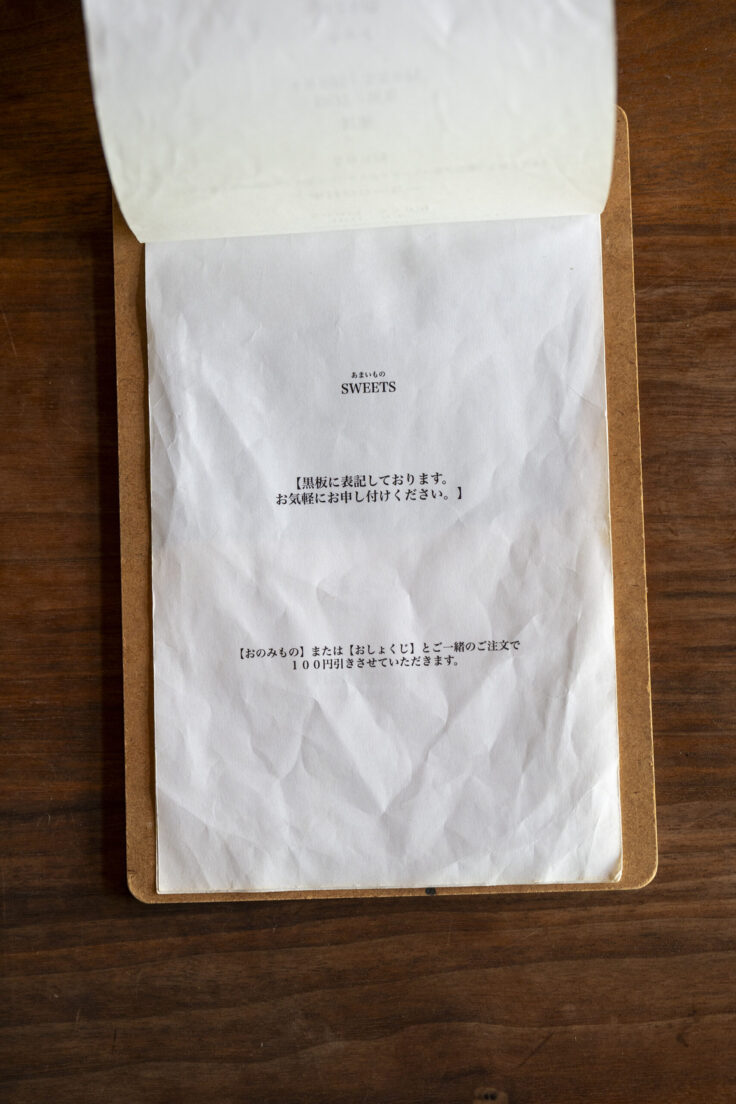 あまいもの
SWEETS
【黒板に表記しております。
お気軽にお申し付けください。】
【おのみもの】または【おしょくじ】とご一緒のご注文で
１００円引きさせていただきます。